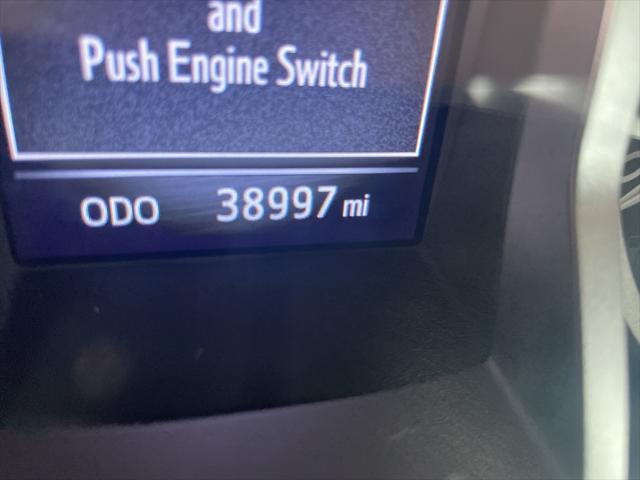 and
Push Engine Switch
ODO 38997 mi